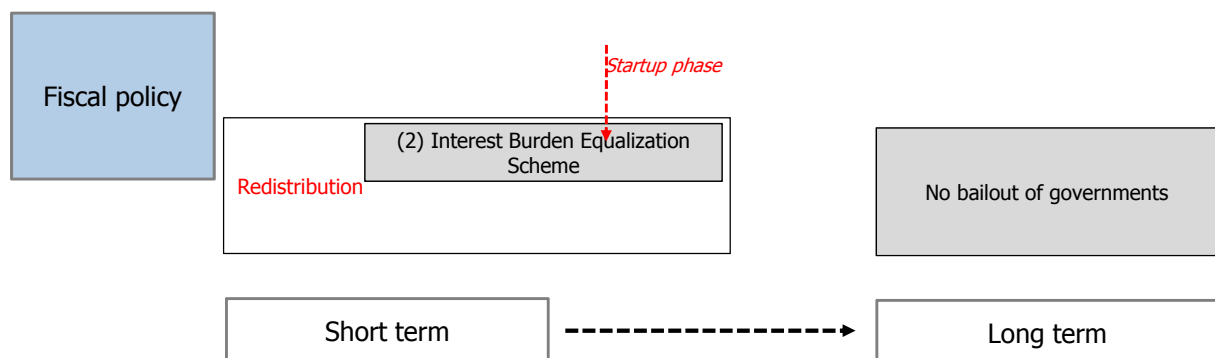 Startup phase
Fiscal policy
(2) Interest Burden Equalization
Scheme
Redistribution
No bailout of governments
Short term
Long term